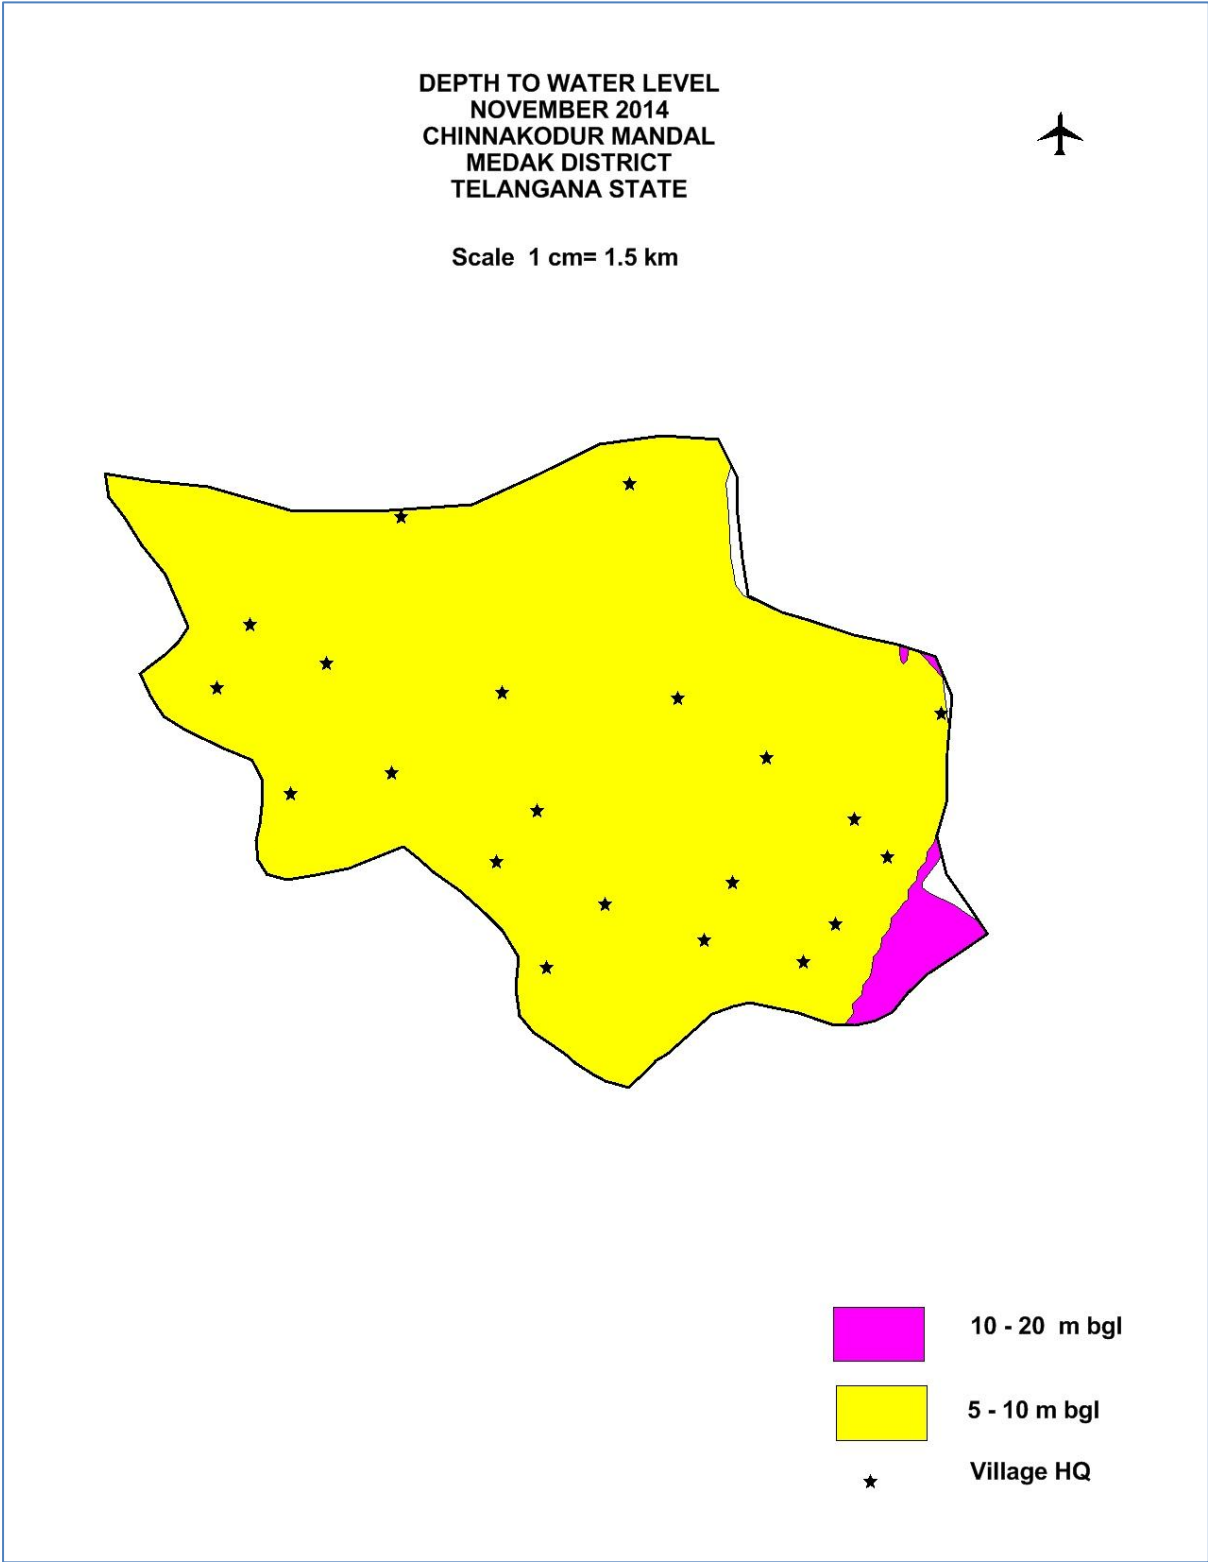 DEPTH TO WATER LEVEL
NOVEMBER 2014
CHINNAKODUR MANDAL
MEDAK DISTRICT
TELANGANA STATE
Scale 1 cm= 1.5 km
10 - 20 m bgl
5 - 10 m bgl
Village HQ